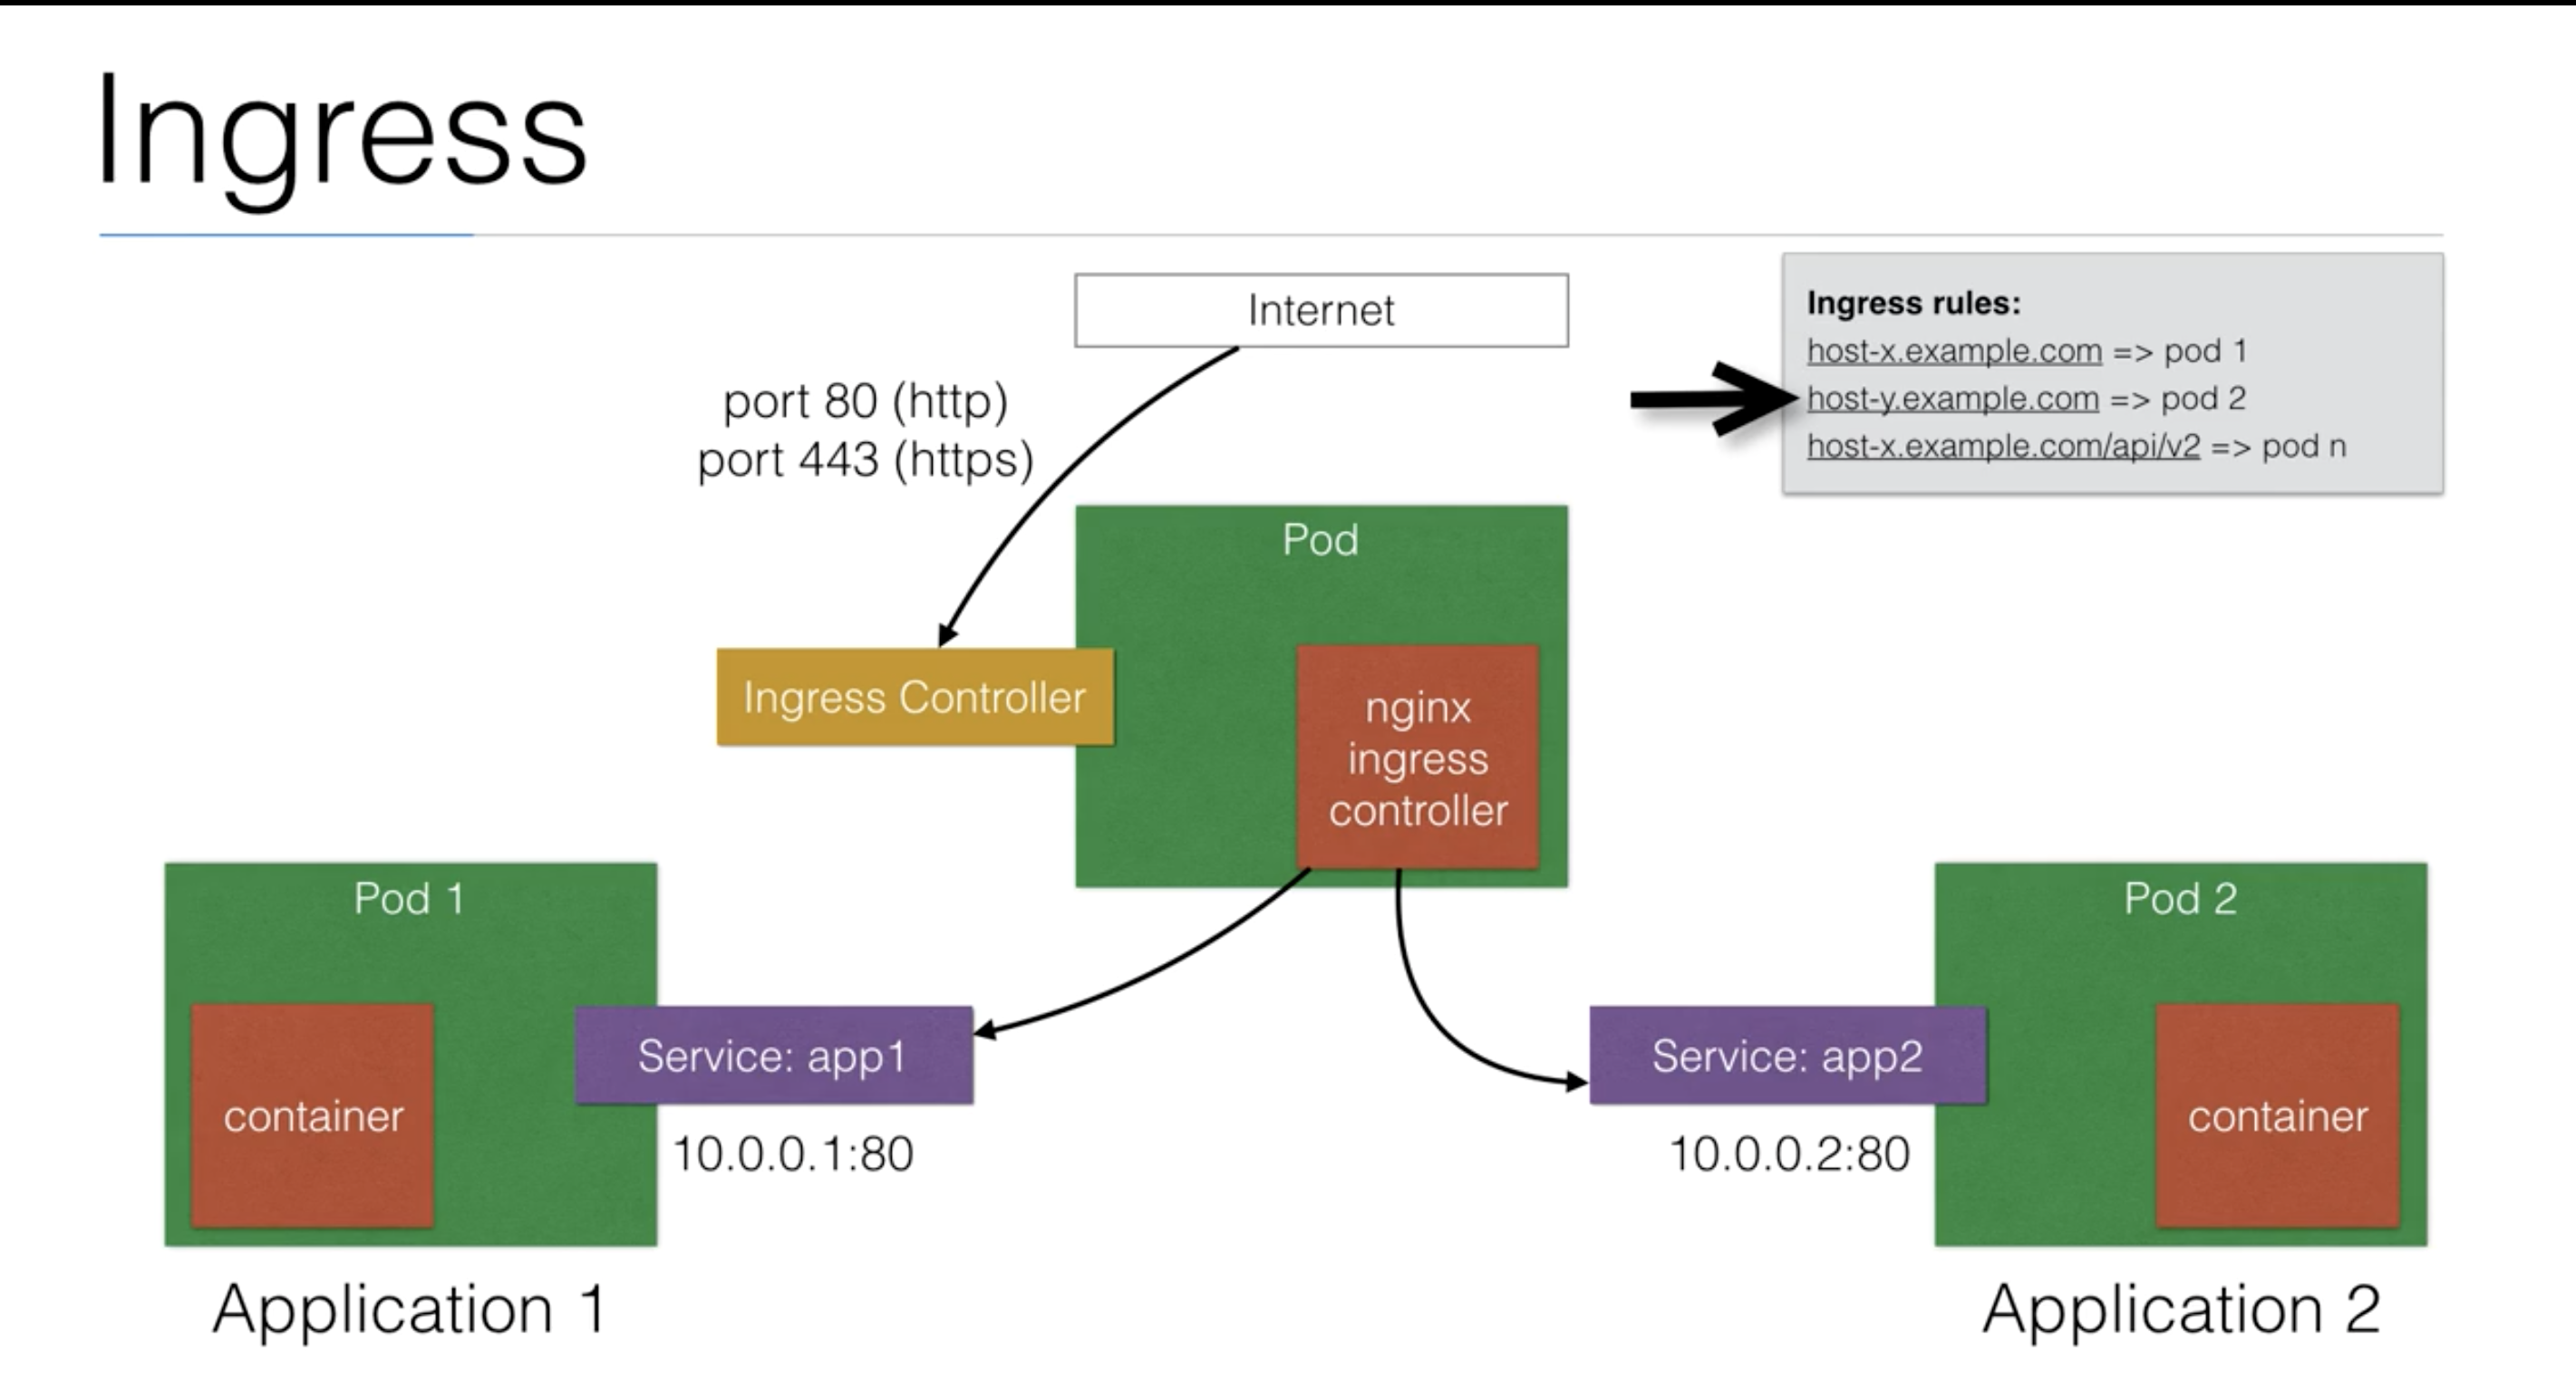 Ingress
Internet
Ingress rules:
host-x.example.com => pod 1
host-y.example.com => pod 2
host-x.example.com/api/v2 => pod n
port 80 (http)
port 443 (https)
Pod
Ingress Controller
nginx
ingress
controller
Pod 1
container
Service: app1
10.0.0.1:80
Application 1
Pod 2
Service: app2
container
10.0.0.2:80
Application 2